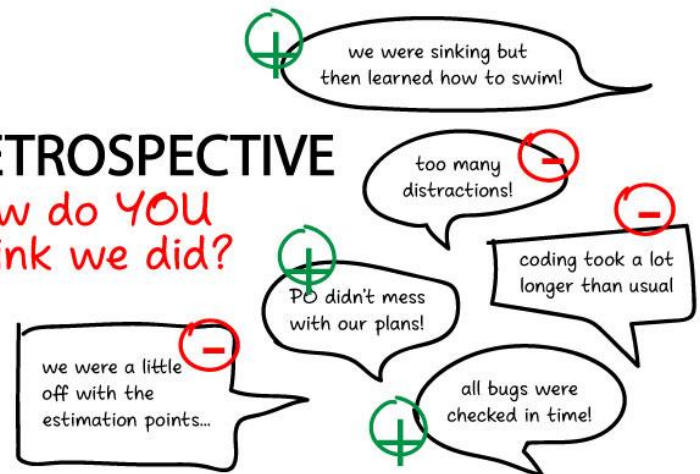 we were sinking but
then learned how to swim!
ETROSPECTIVE
w do YOU
ink we did?
too many
distractions!
coding took a lot
longer than usual
PO didn't mess
with our plans!
we were a little
off with the
estimation points...
all bugs were
checked in time!